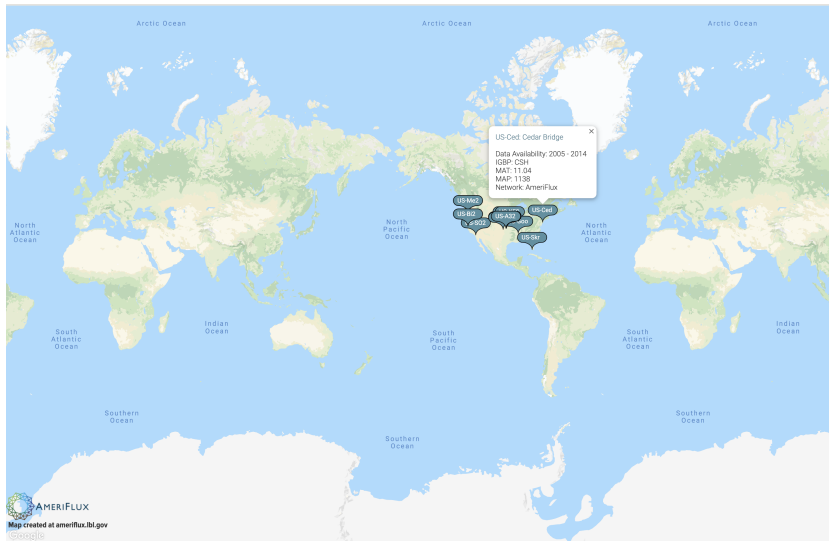 Arctic Ocean
Arctic Ocean
Arctic Ocean
US-Ced: Cedar Bridge
×
Data Availability: 2005 - 2014
IGBP: CSH
MAT: 11.04
MAP: 1138
Network: AmeriFlux
US-Me2
US-Bi2
US-A32
US-Ced
US-Skr
North
Atlantic
Ocean
North
Pacific
Ocean
North
Atlantic
Ocean
Indian
Ocean
Indian
Ocean
South
Atlantic
Ocean
South
Pacific
Ocean
South
Atlantic
Ocean
Southern
Ocean
Southern
Ocean
Southern
Ocean
AMERIFLUX
Map created at ameriflux.lbl.gov
Google